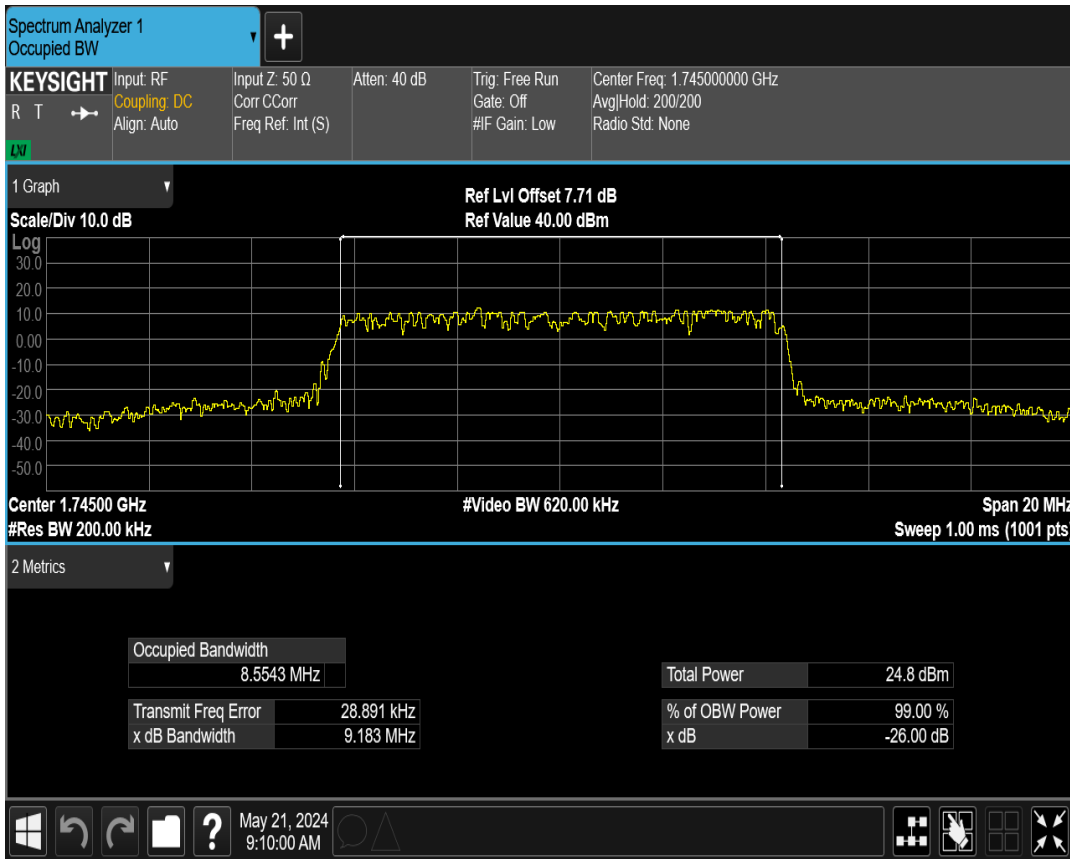 Spectrum Analyzer 1
Occupied BW
+
KEYSIGHT
R T
LXI
Input: RF
Coupling: DC
Align: Auto
Input Z: 50 Ω
Corr CCorr
Freq Ref: Int (S)
Atten: 40 dB
Trig: Free Run
Gate: Off
#IF Gain: Low
Center Freq: 1.745000000 GHz
Avg|Hold: 200/200
Radio Std: None
1 Graph
Scale/Div 10.0 dB
Ref Lvl Offset 7.71 dB
Ref Value 40.00 dBm
Log
30.0
20.0
10.0
0.00
-10.0
-20.0
-30.0
-40.0
-50.0
Center 1.74500 GHz
#Video BW 620.00 kHz
Span 20 MHz
#Res BW 200.00 kHz
Sweep 1.00 ms (1001 pts)
2 Metrics
Occupied Bandwidth
8.5543 MHz
Transmit Freq Error 28.891 kHz
x dB Bandwidth 9.183 MHz
Total Power 24.8 dBm
% of OBW Power 99.00 %
x dB -26.00 dB
?
May 21, 2024
9:10:00 AM